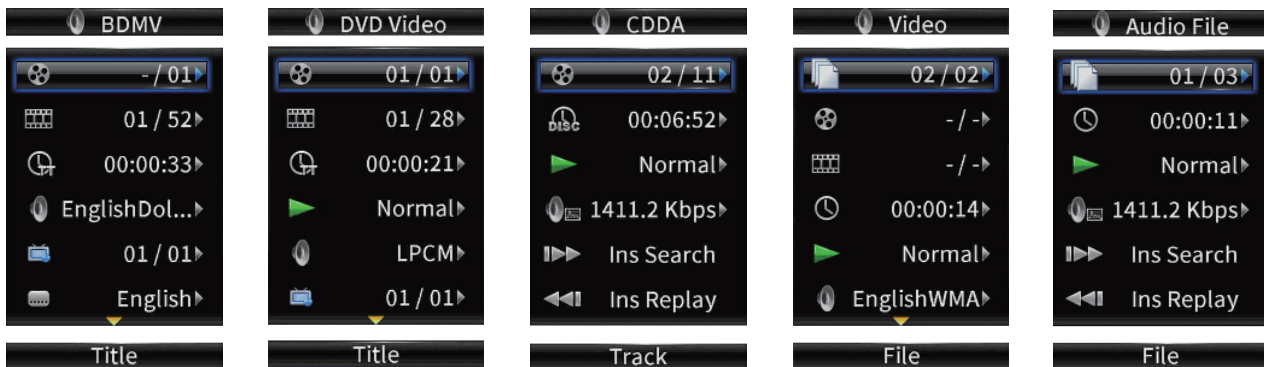 BDMV
- / 01
01 / 52
00:00:33
EnglishDol...
01 / 01
English
Title
DVD Video
01 / 01
01 / 28
00:00:21
Normal
LPCM
01 / 01
Title
CDDA
02 / 11
DISC
00:06:52
Normal
1411.2 Kbps
Ins Search
Ins Replay
Track
Video
02 / 02
- / -
- / -
00:00:14
Normal
EnglishWMA
File
Audio File
01 / 03
00:00:11
Normal
1411.2 Kbps
Ins Search
Ins Replay
File